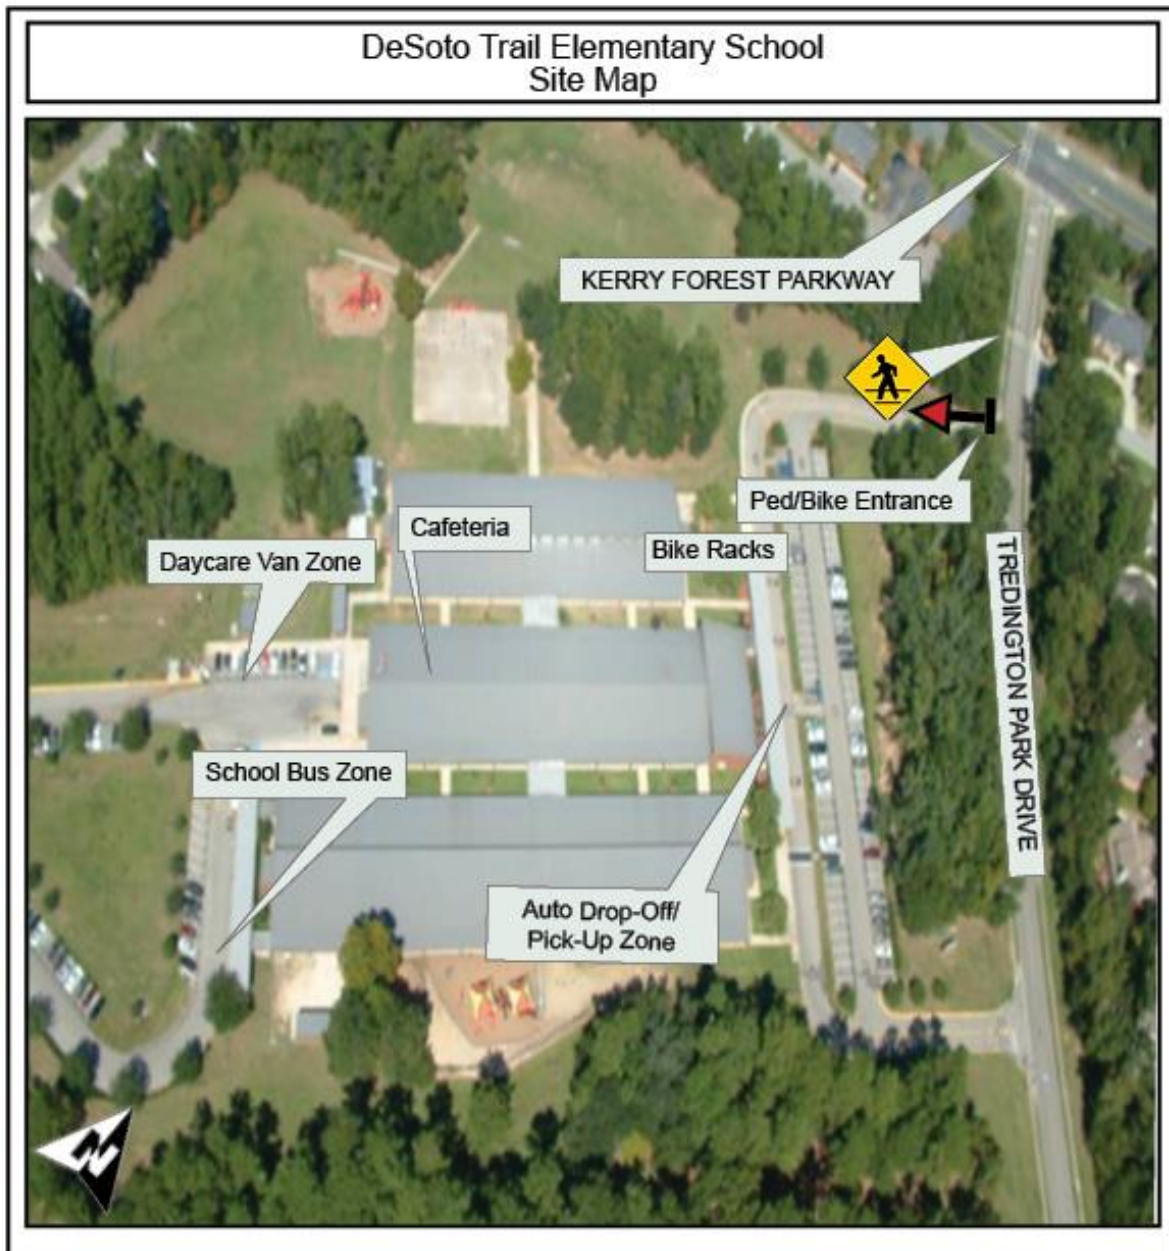 DeSoto Trail Elementary School
Site Map
KERRY FOREST PARKWAY
Ped/Bike Entrance
Cafeteria
Bike Racks
Daycare Van Zone
TREDINGTON PARK DRIVE
School Bus Zone
Auto Drop-Off/
Pick-Up Zone
N